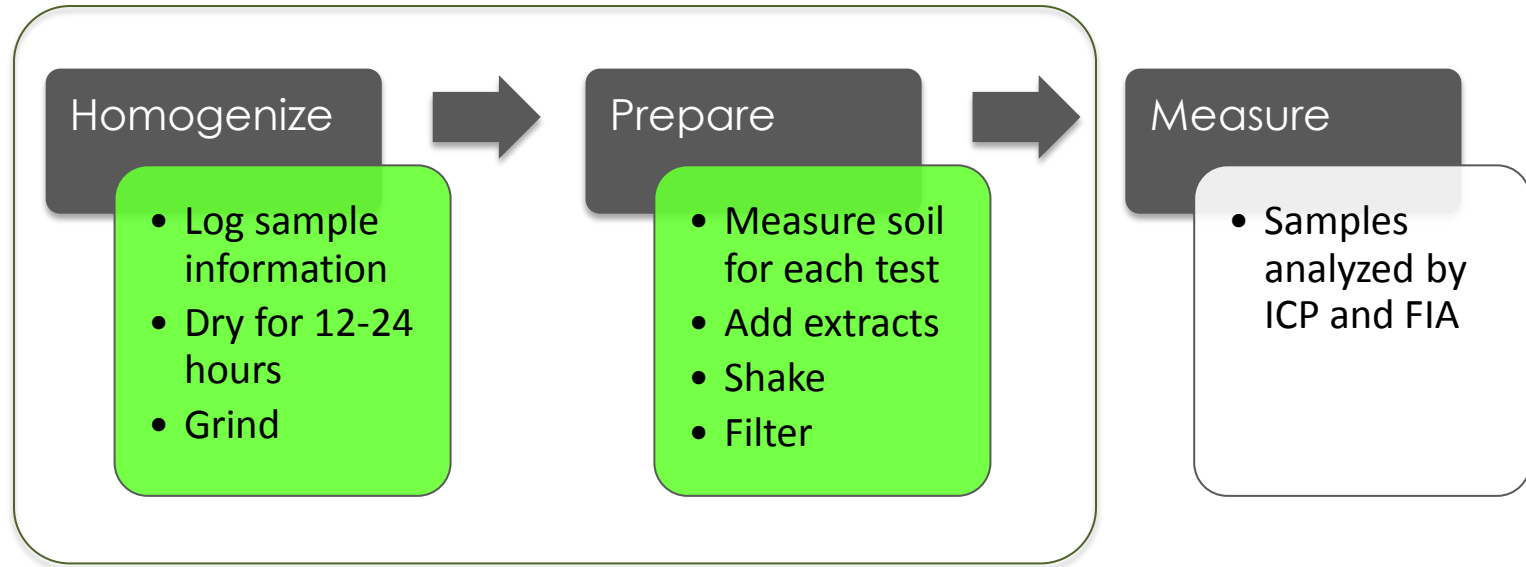 Homogenize
• Log sample
information
• Dry for 12-24
hours
• Grind
Prepare
• Measure soil
for each test
• Add extracts
• Shake
• Filter
Measure
• Samples
analyzed by
ICP and FIA